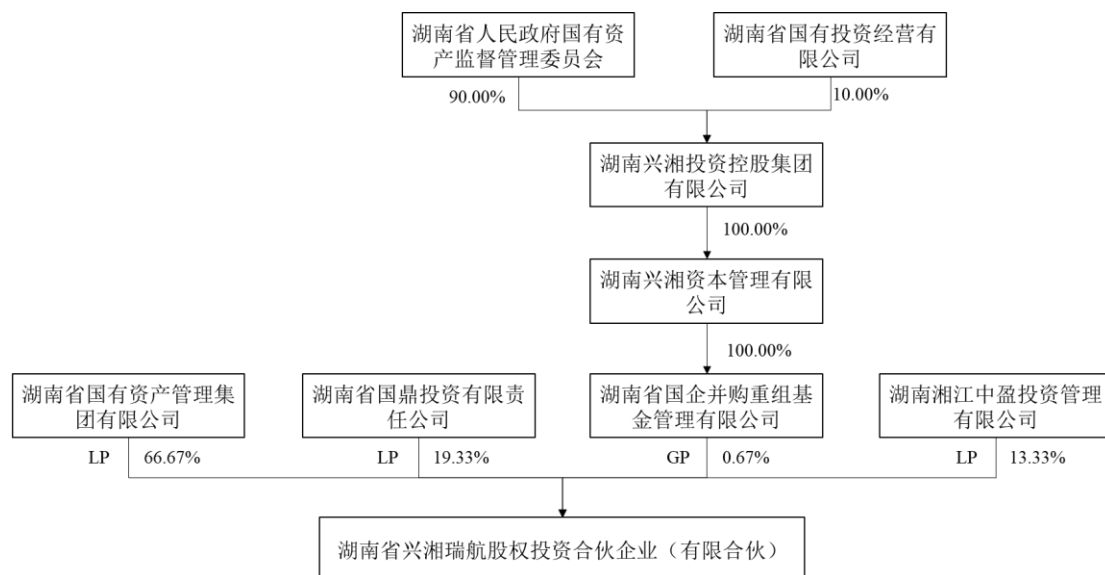 湖南省人民政府国有资
产监督管理委员会
湖南省国有投资经营有
限公司
90.00%
10.00%
湖南兴湘投资控股集团
有限公司
100.00%
湖南兴湘资本管理有限
公司
100.00%
湖南省国有资产管理集
团有限公司
湖南省国鼎投资有限责
任公司
湖南省国企并购重组基
金管理有限公司
湖南湘江中盈投资管理
有限公司
LP 66.67%
LP 19.33%
GP 0.67%
LP 13.33%
湖南省兴湘瑞航股权投资合伙企业（有限合伙）